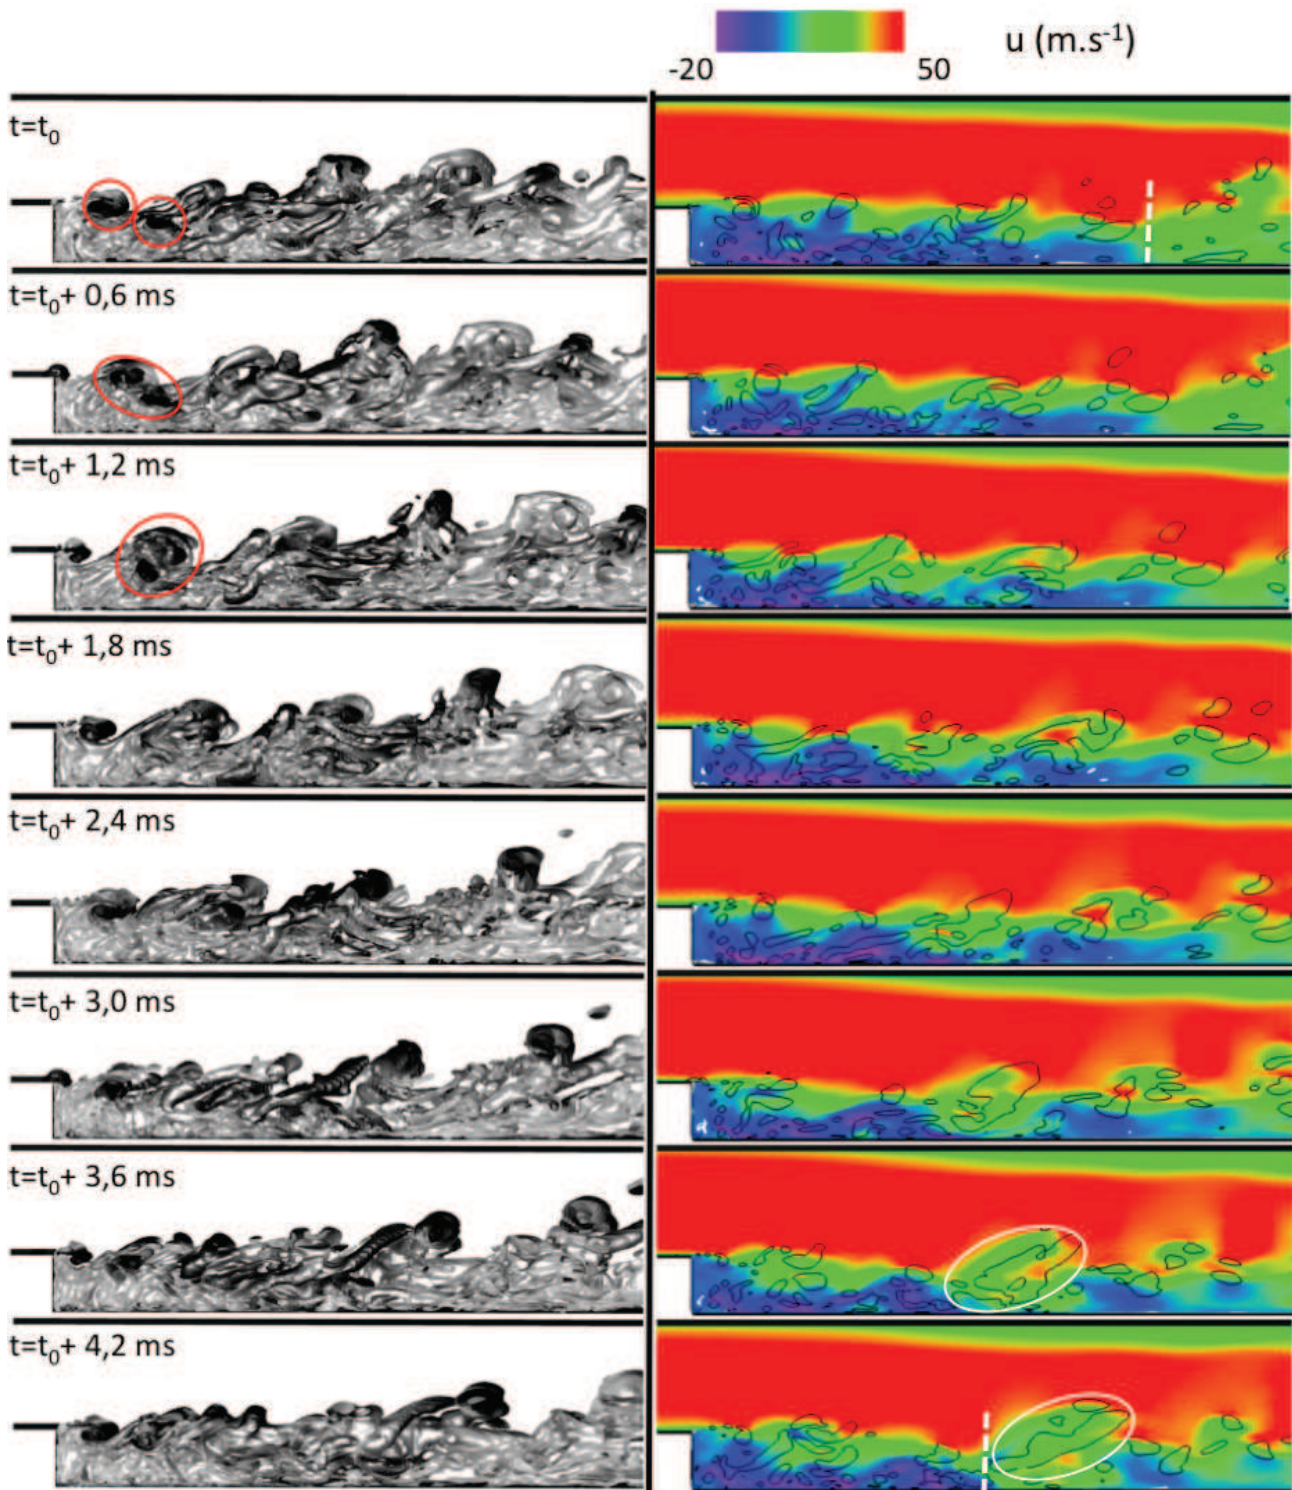 u (m.s⁻¹)
-20 50
t=t₀
t=t₀+ 0,6 ms
t=t₀+ 1,2 ms
t=t₀+ 1,8 ms
t=t₀+ 2,4 ms
t=t₀+ 3,0 ms
t=t₀+ 3,6 ms
t=t₀+ 4,2 ms